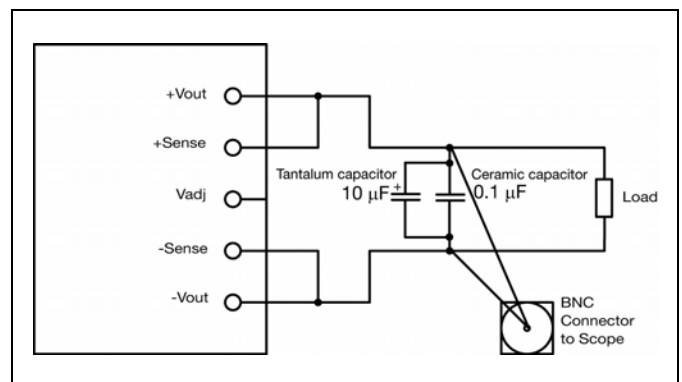 +Vout
+Sense
Vadj
-Sense
-Vout
Tantalum capacitor
10 µF+
Ceramic capacitor
0.1 µF
Load
BNC
Connector
to Scope